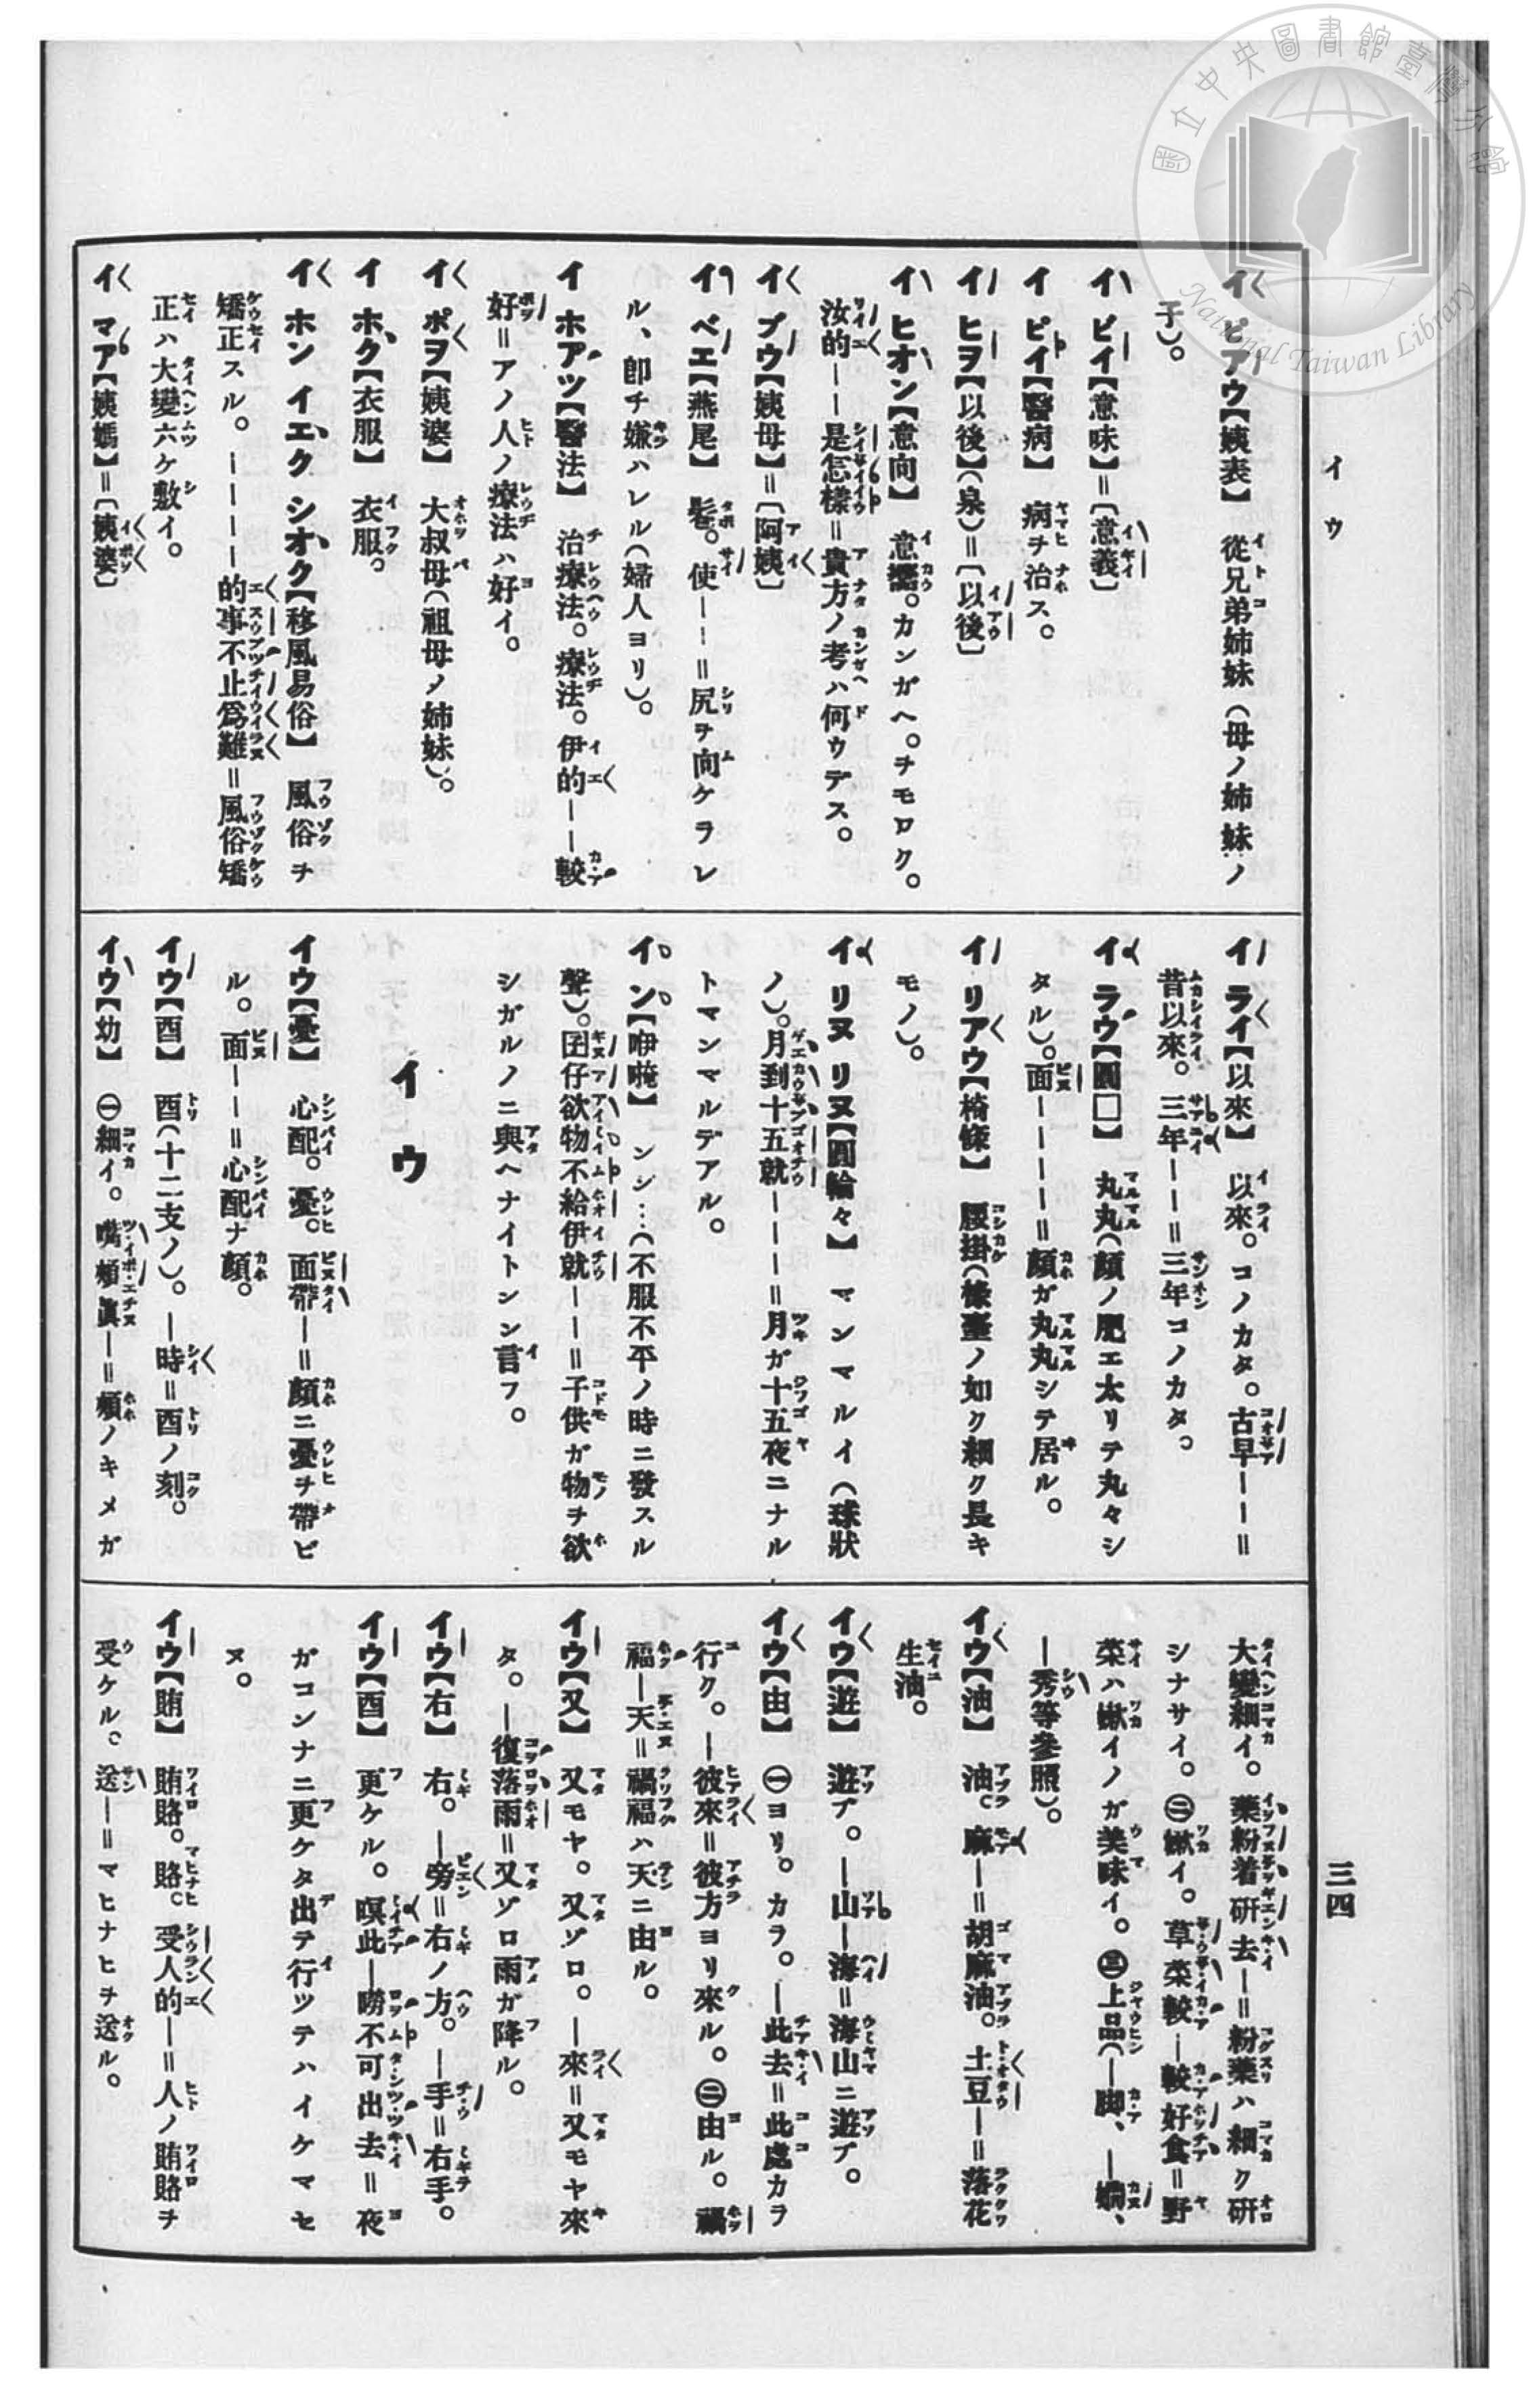 國立中央圖書館臺灣分館
National Taiwan Library
イ ウ
三四
イ ピアウ【姨表】 從兄弟姉妹（母ノ姉妹ノ
子）。
イ ビイ【意味】＝〔意義〕
イ ピイ【醫病】 病ヲ治ス。
イ ヒヲ【以後】（泉）＝〔以後〕
イ ヒオン【意向】 意嚮。カンガヘ。オモワク。
汝的――是怎樣＝貴方ノ考ハ何ウデス。
イ ブウ【姨母】＝〔阿姨〕
イ ベエ【燕尾】 髱。使――＝尻ヲ向ケラレ
ル、卽チ嫌ハレル（婦人ヨリ）。
イ ホアツ【醫法】 治療法。療法。伊的――較
好＝アノ人ノ療法ハ好イ。
イ ポヲ【姨婆】 大叔母（祖母ノ姉妹）。
イ ホク【衣服】 衣服。
イ ホン イエク シオク【移風易俗】 風俗ヲ
矯正スル。――――的事不止爲難＝風俗矯
正ハ大變六ケ敷イ。
イ マア【姨媽】＝〔姨婆〕
イ ライ【以來】 以來。コノカタ。古早――＝
昔以來。三年――＝三年コノカタ。
イ ラウ【圓□】 丸丸（顏ノ肥エ太リテ丸々シ
タル）。面――――＝顏ガ丸丸シテ居ル。
イ リアウ【椅條】 腰掛（橡臺ノ如ク細ク長キ
モノ）。
イ リヌ リヌ【圓輪々】 マンマルイ（球狀
ノ）。月到十五就――――＝月ガ十五夜ニナル
トマンマルデアル。
イ ン【咿唵】 ンン…（不服不平ノ時ニ發スル
聲）。囝仔欲物不給伊就――＝子供ガ物ヲ欲
シガルノニ與ヘナイトンン言フ。
イ ウ
イウ【憂】 心配。憂。面帶―＝顏ニ憂ヲ帶ビ
ル。面――＝心配ナ顏。
イウ【酉】 酉（十二支ノ）。―時＝酉ノ刻。
イウ【幼】 ㊀細イ。嘴頰眞―＝頰ノキメガ
大變細イ。藥粉着研去―＝粉藥ハ細ク研
シナサイ。㊁嫩イ。草菜較―較好食＝野
菜ハ嫩イノガ美味イ。㊂上品（―脚、―嫺、
―秀等參照）。
イウ【油】 油。麻―＝胡麻油。土豆―＝落花
生油。
イウ【遊】 遊ブ。―山―海＝海山ニ遊ブ。
イウ【由】 ㊀ヨリ。カラ。―此去＝此處カラ
行ク。―彼來＝彼方ヨリ來ル。㊁由ル。禍
福―天＝禍福ハ天ニ由ル。
イウ【又】 又モヤ。又ゾロ。―來＝又モヤ來
タ。―復落雨＝又ゾロ雨ガ降ル。
イウ【右】 右。―旁＝右ノ方。―手＝右手。
イウ【酉】 更ケル。暝此―嘮不可出去＝夜
ガコンナニ更ケタ出テ行ツテハイケマセ
ヌ。
イウ【賄】 賄賂。賂。受人的―＝人ノ賄賂ヲ
受ケル。送―＝マヒナヒヲ送ル。